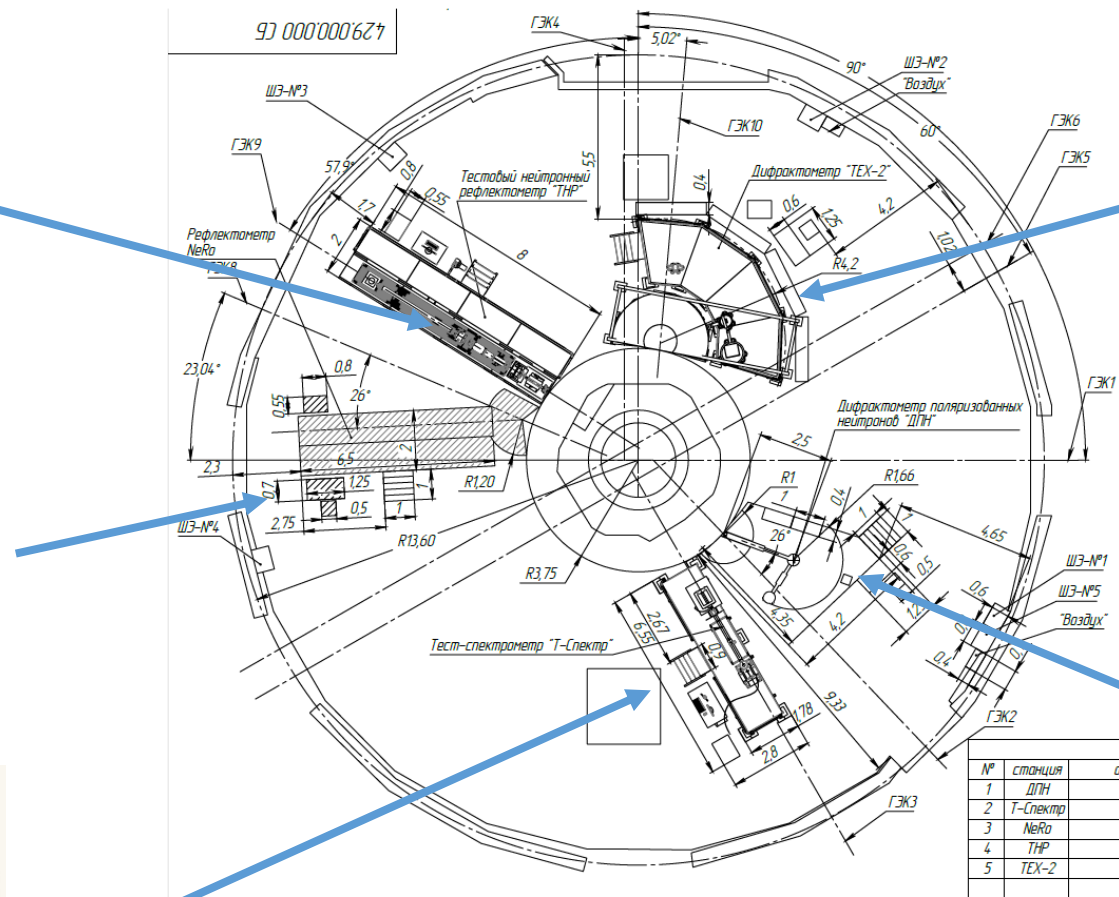 429.000.000.000 СБ
ГЭК4
5,02°
90°
ШЭ-№2
"Воздух"
60°
ГЭК6
ГЭК5
ШЭ-№3
ГЭК9
57,9°
1,7
0,8
0,55
2
Тестовый нейтронный
рефлектометр "ТНР"
5,5
ГЭК10
0,4
Дифрактометр "ТЕХ-2"
0,6
1,25
4,2
R4,2
8
Рефлектометр
NeRo
ГЭК8
23,04°
0,8
0,55
26°
2
2,3
6,5
0,7
1,25
1
0,5
1
2,75
R1,20
ШЭ-№4
R13,60
R3,75
ГЭК1
Дифрактометр поляризованных
нейтронов "ДПН"
2,5
R1
1
0,4
R1,66
26°
1
0,6
0,5
4,65
4,35
4,2
ШЭ-№1
ШЭ-№5
"Воздух"
0,6
0,4
2,67
6,55
0,9
Тест-спектрометр "Т-Спектр"
9,33
1,78
2,8
ГЭК2
ГЭК3
№ станция
1 ДПН
2 Т-Спектр
3 NeRo
4 ТНР
5 ТЕХ-2